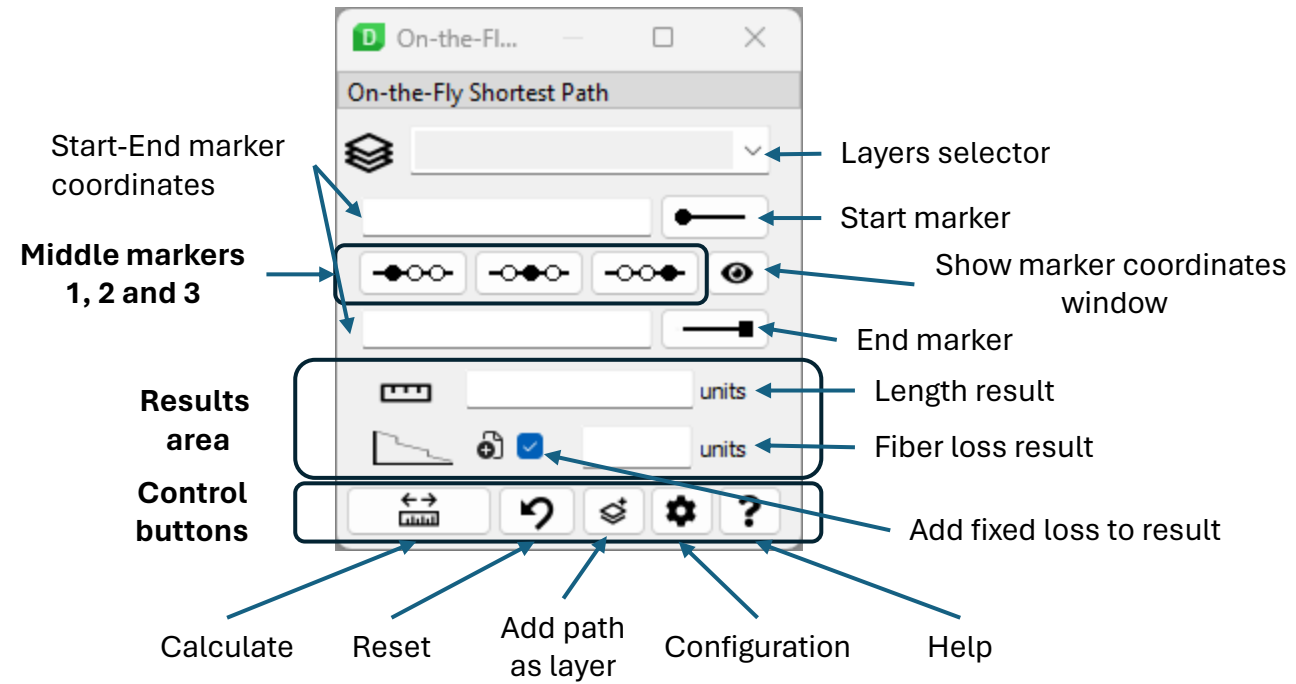 D On-the-Fl...
On-the-Fly Shortest Path
Start-End marker
coordinates
Layers selector
Start marker
Middle markers
1, 2 and 3
Show marker coordinates
window
End marker
Results
area
units
Length result
units
Fiber loss result
Control
buttons
?
Add fixed loss to result
Calculate
Reset
Add path
as layer
Configuration
Help